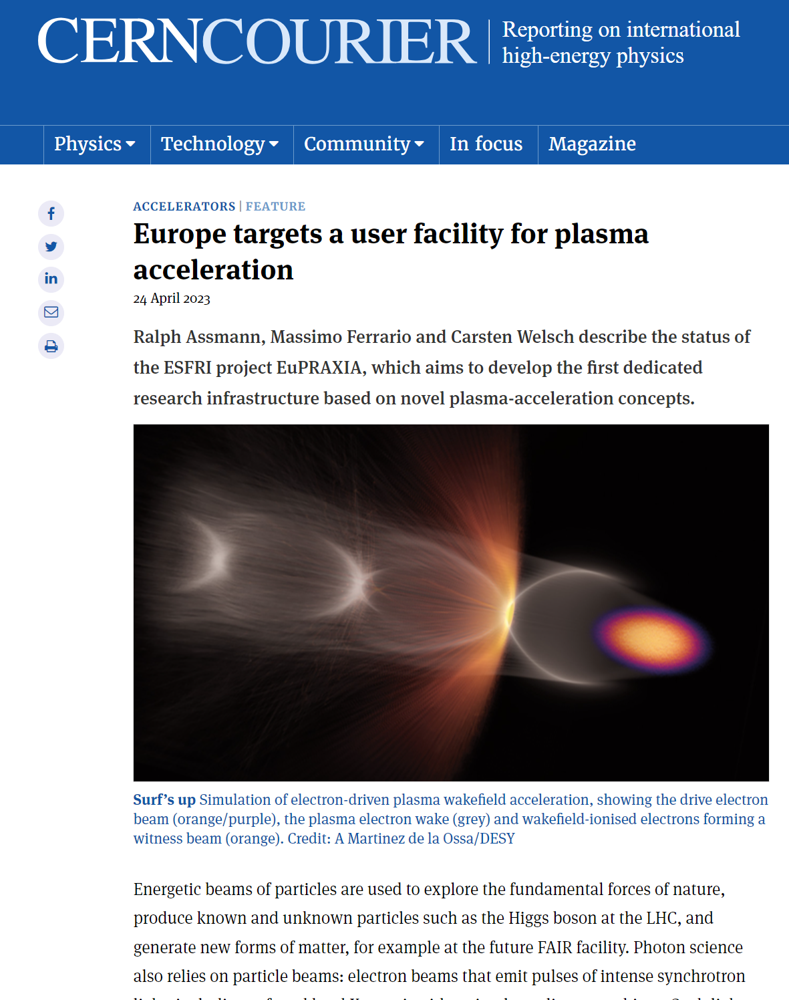 CERNCOURIER
Reporting on international
high-energy physics
Physics
Technology
Community
In focus
Magazine
ACCELERATORS | FEATURE
Europe targets a user facility for plasma
acceleration
24 April 2023
Ralph Assmann, Massimo Ferrario and Carsten Welsch describe the status of
the ESFRI project EuPRAXIA, which aims to develop the first dedicated
research infrastructure based on novel plasma-acceleration concepts.
Surf’s up Simulation of electron-driven plasma wakefield acceleration, showing the drive electron
beam (orange/purple), the plasma electron wake (grey) and wakefield-ionised electrons forming a
witness beam (orange). Credit: A Martinez de la Ossa/DESY
Energetic beams of particles are used to explore the fundamental forces of nature,
produce known and unknown particles such as the Higgs boson at the LHC, and
generate new forms of matter, for example at the future FAIR facility. Photon science
also relies on particle beams: electron beams that emit pulses of intense synchrotron